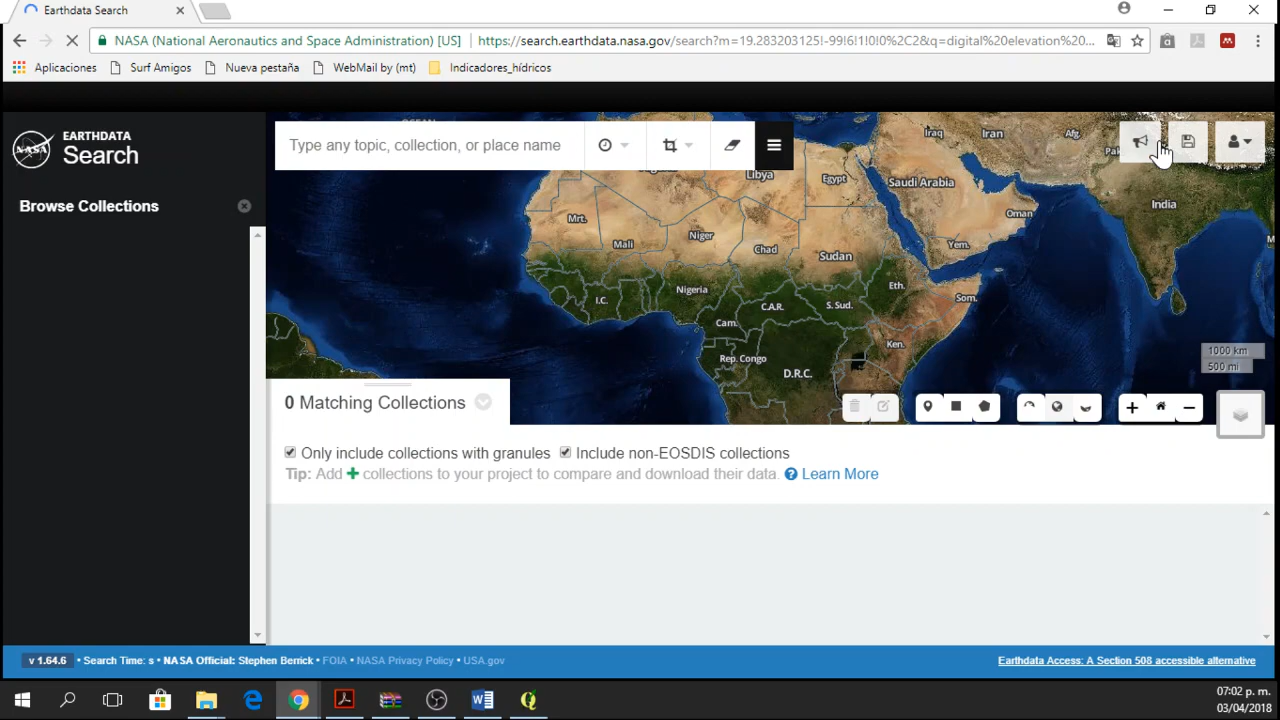 Earthdata Search
NASA (National Aeronautics and Space Administration) [US] https://search.earthdata.nasa.gov/search?m=19.283203125!-99!6!1!0!0%2C2&q=digital%20elevation%20...
Aplicaciones Surf Amigos Nueva pestaña WebMail by (mt) Indicadores_hídricos
EARTHDATA
Search
NASA
Type any topic, collection, or place name
Browse Collections
OCEAN
Iraq Iran Afg.
Libya Egypt Saudi Arabia
India
Oman
Mrt. Mali Niger Chad Sudan Yem.
Nigeria Eth. Som.
I.C. C.A.R. S. Sud.
Cam. Ken.
Rep. Congo D.R.C.
1000 km
500 mi
0 Matching Collections
Only include collections with granules Include non-EOSDIS collections
Tip: Add + collections to your project to compare and download their data. ? Learn More
v 1.64.6 • Search Time: s • NASA Official: Stephen Berrick • FOIA • NASA Privacy Policy • USA.gov
Earthdata Access: A Section 508 accessible alternative
07:02 p. m.
03/04/2018